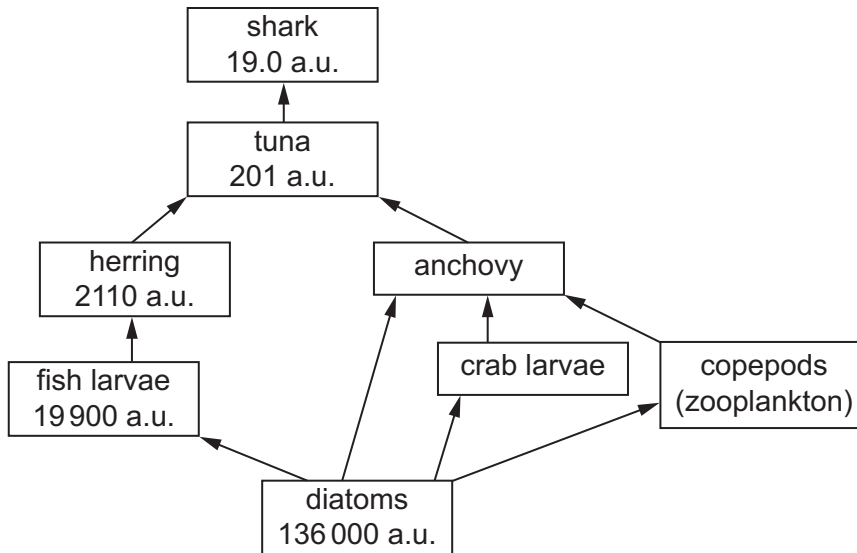 shark
19.0 a.u.
tuna
201 a.u.
herring
2110 a.u.
anchovy
fish larvae
19 900 a.u.
crab larvae
copepods
(zooplankton)
diatoms
136 000 a.u.